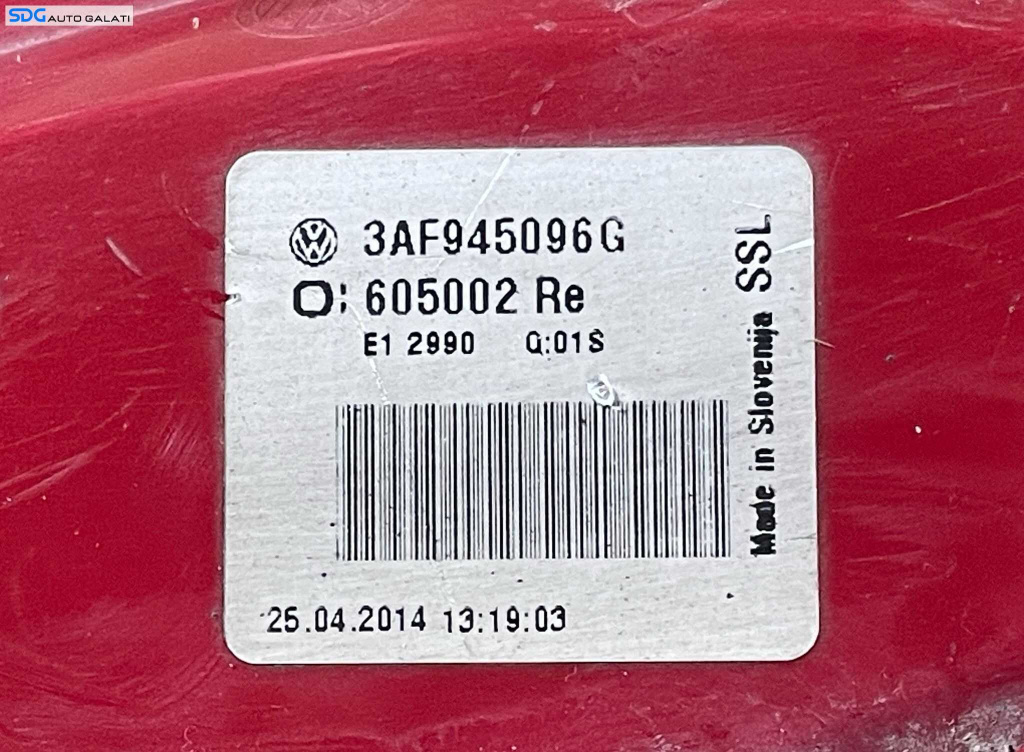 SDG AUTO GALATI
3AF945096G
O: 605002 Re
E1 2990 Q:01S
Made in Slovenija SSL
25.04.2014 13:19:03